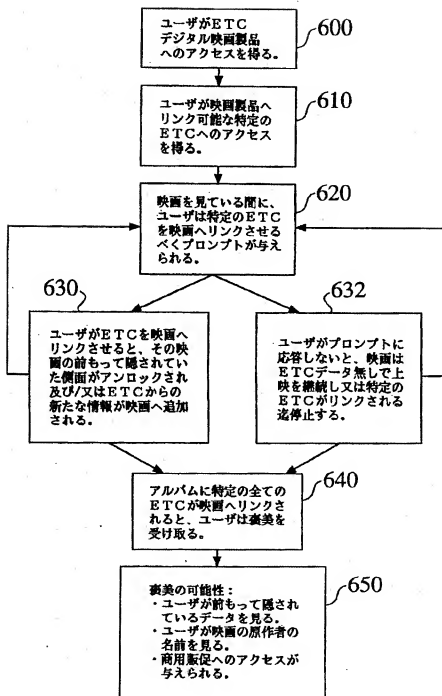 ユーザがETC
デジタル映画製品
へのアクセスを得る。
600
ユーザが映画製品へ
リンク可能な特定の
ETCへのアクセス
を得る。
610
映画を見ている間に、
ユーザは特定のETC
を映画へリンクさせる
べくプロンプトが与え
られる。
620
630
ユーザがETCを映画へ
リンクさせると、その映
画の前もって隠されてい
た側面がアンロックされ
及び/又はETCからの
新たな情報が映画へ追加
される。
632
ユーザがプロンプトに
応答しないと、映画は
ETCデータ無しで上
映を継続し又は特定の
ETCがリンクされる
迄停止する。
640
アルバムに特定の全ての
ETCが映画へリンクさ
れると、ユーザは褒美を
受け取る。
650
褒美の可能性:
・ユーザが前もって隠され
ているデータを見る。
・ユーザが映画の原作者の
名前を見る。
・商用販促へのアクセスが
与えられる。